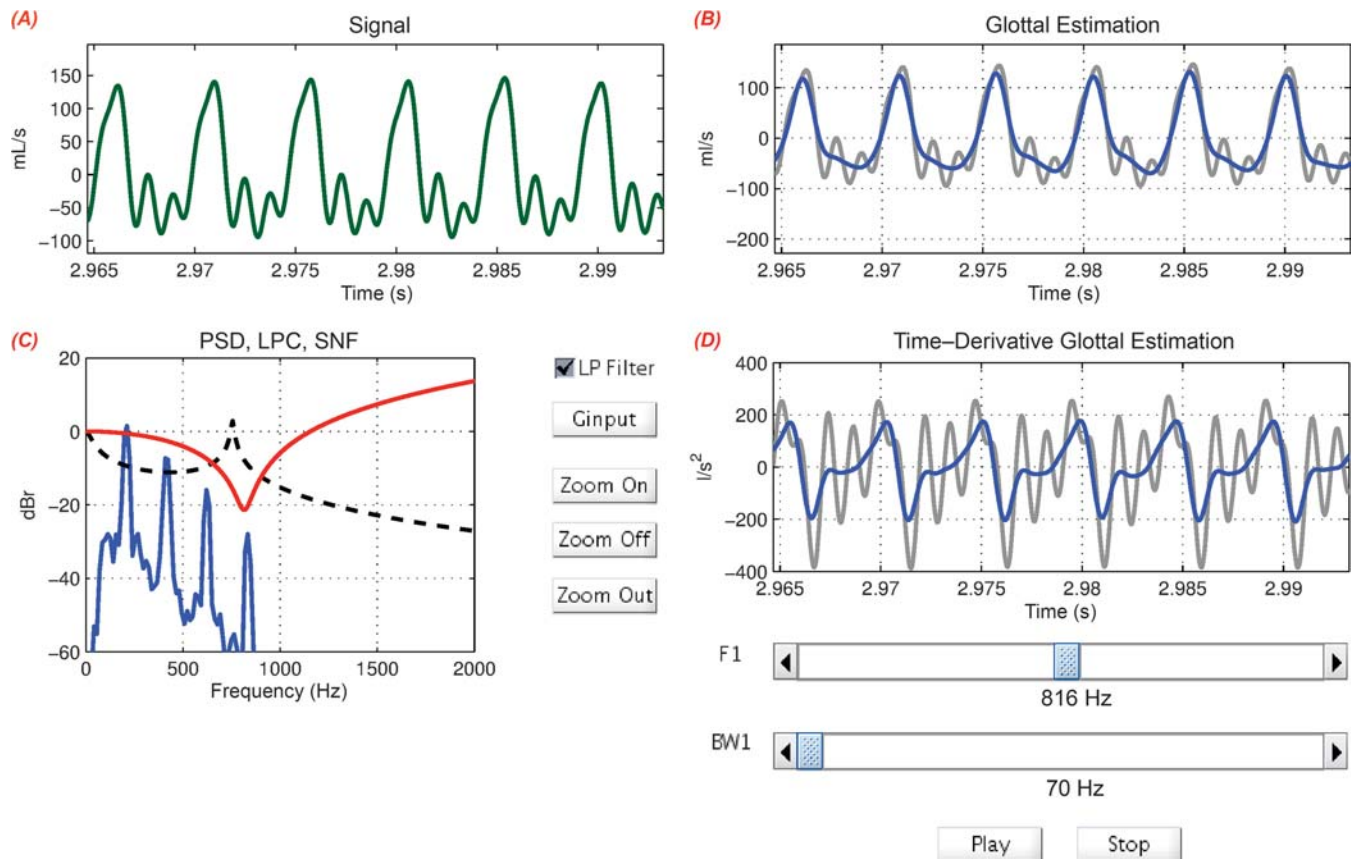 (A)
Signal
mL/s
150
100
50
0
−50
−100
2.965 2.97 2.975 2.98 2.985 2.99
Time (s)
(B)
Glottal Estimation
ml/s
100
0
−100
−200
2.965 2.97 2.975 2.98 2.985 2.99
Time (s)
(C)
PSD, LPC, SNF
dBr
20
0
−20
−40
−60
0 500 1000 1500 2000
Frequency (Hz)
LP Filter
Ginput
Zoom On
Zoom Off
Zoom Out
(D)
Time–Derivative Glottal Estimation
l/s²
400
200
0
−200
−400
2.965 2.97 2.975 2.98 2.985 2.99
Time (s)
F1
816 Hz
BW1
70 Hz
Play Stop